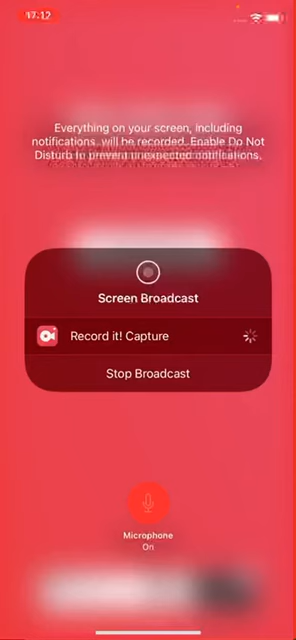 17:12
Everything on your screen, including
notifications, will be recorded. Enable Do Not
Disturb to prevent unexpected notifications.
Screen Broadcast
Record it! Capture
Stop Broadcast
Microphone
On